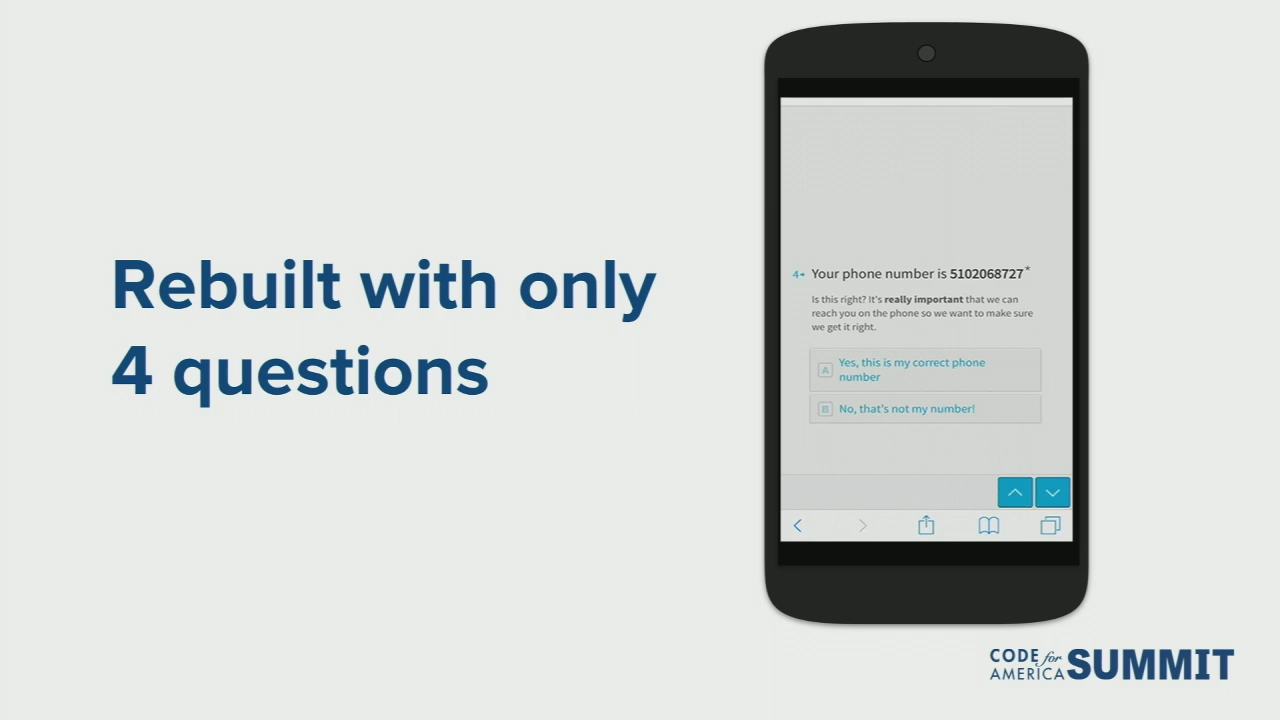 Rebuilt with only
4 questions
4 Your phone number is 5102068727*
Is this right? It's really important that we can
reach you on the phone so we want to make sure
we get it right.
A Yes, this is my correct phone
number
B No, that's not my number!
CODE for
AMERICA SUMMIT